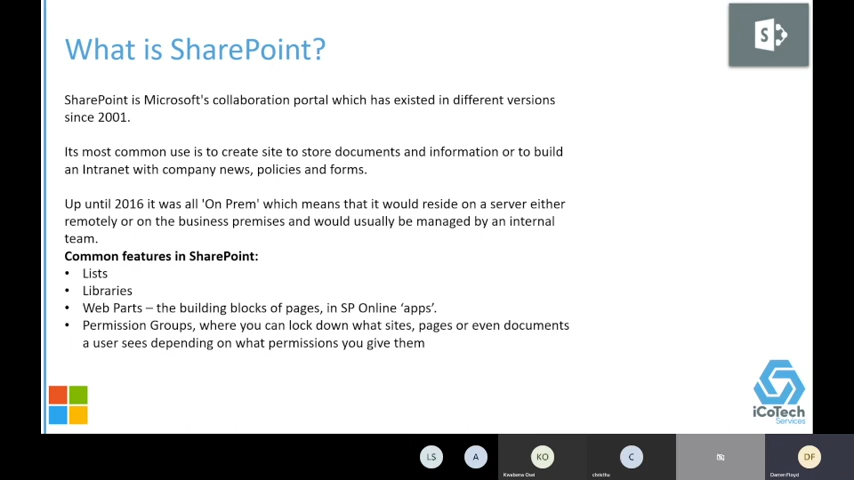 What is SharePoint?
S
SharePoint is Microsoft's collaboration portal which has existed in different versions
since 2001.
Its most common use is to create site to store documents and information or to build
an Intranet with company news, policies and forms.
Up until 2016 it was all 'On Prem' which means that it would reside on a server either
remotely or on the business premises and would usually be managed by an internal
team.
Common features in SharePoint:
• Lists
• Libraries
• Web Parts – the building blocks of pages, in SP Online ‘apps’.
• Permission Groups, where you can lock down what sites, pages or even documents
a user sees depending on what permissions you give them
iCoTech
Services
LS
A
KO
C
DF
Darren Floyd